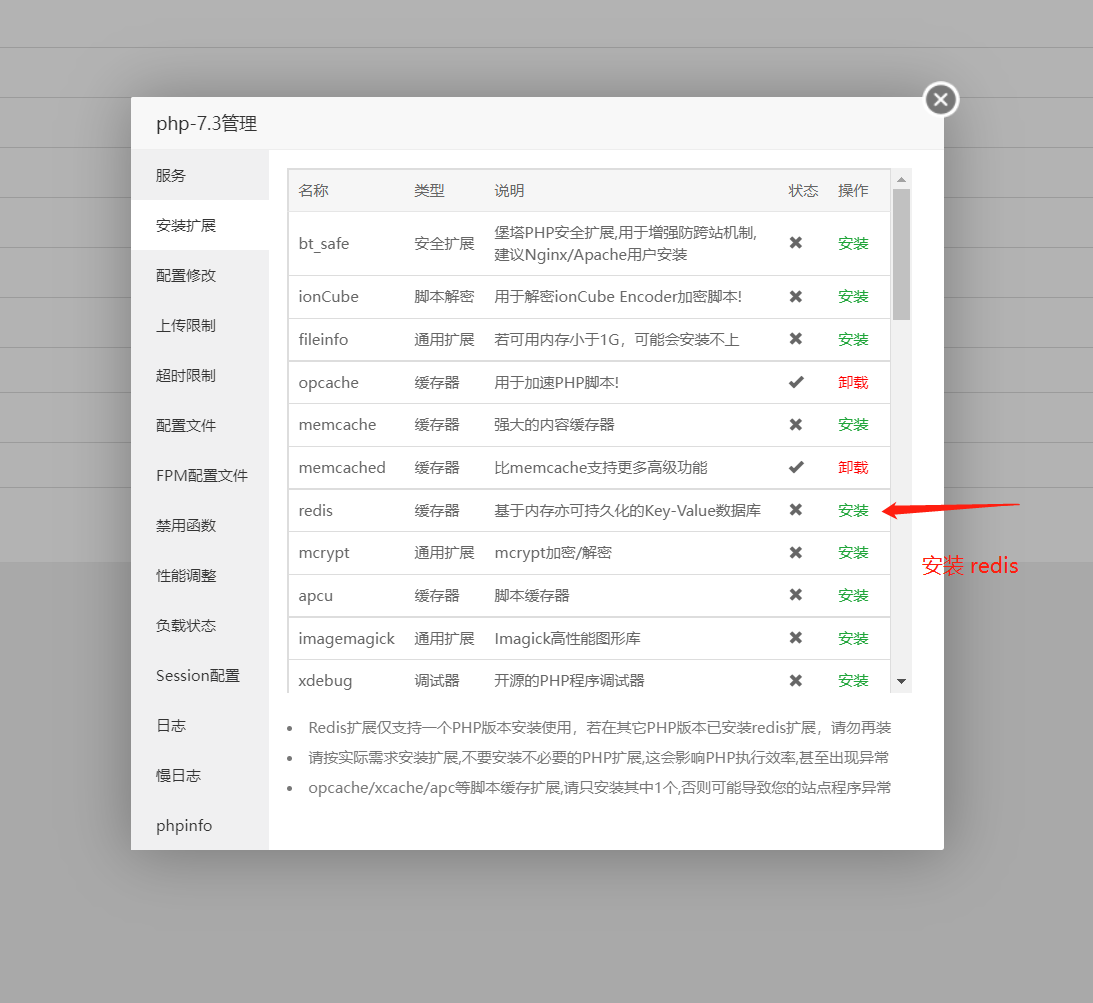 php-7.3管理
服务
安装扩展
配置修改
上传限制
超时限制
配置文件
FPM配置文件
禁用函数
性能调整
负载状态
Session配置
日志
慢日志
phpinfo
名称 类型 说明 状态 操作
bt_safe 安全扩展 堡塔PHP安全扩展,用于增强防跨站机制,
建议Nginx/Apache用户安装 ✖ 安装
ionCube 脚本解密 用于解密ionCube Encoder加密脚本! ✖ 安装
fileinfo 通用扩展 若可用内存小于1G，可能会安装不上 ✖ 安装
opcache 缓存器 用于加速PHP脚本! ✔ 卸载
memcache 缓存器 强大的内容缓存器 ✖ 安装
memcached 缓存器 比memcache支持更多高级功能 ✔ 卸载
redis 缓存器 基于内存亦可持久化的Key-Value数据库 ✖ 安装
mcrypt 通用扩展 mcrypt加密/解密 ✖ 安装
apcu 缓存器 脚本缓存器 ✖ 安装
imagemagick 通用扩展 Imagick高性能图形库 ✖ 安装
xdebug 调试器 开源的PHP程序调试器 ✖ 安装
安装 redis
• Redis扩展仅支持一个PHP版本安装使用，若在其它PHP版本已安装redis扩展，请勿再装
• 请按实际需求安装扩展,不要安装不必要的PHP扩展,这会影响PHP执行效率,甚至出现异常
• opcache/xcache/apc等脚本缓存扩展,请只安装其中1个,否则可能导致您的站点程序异常